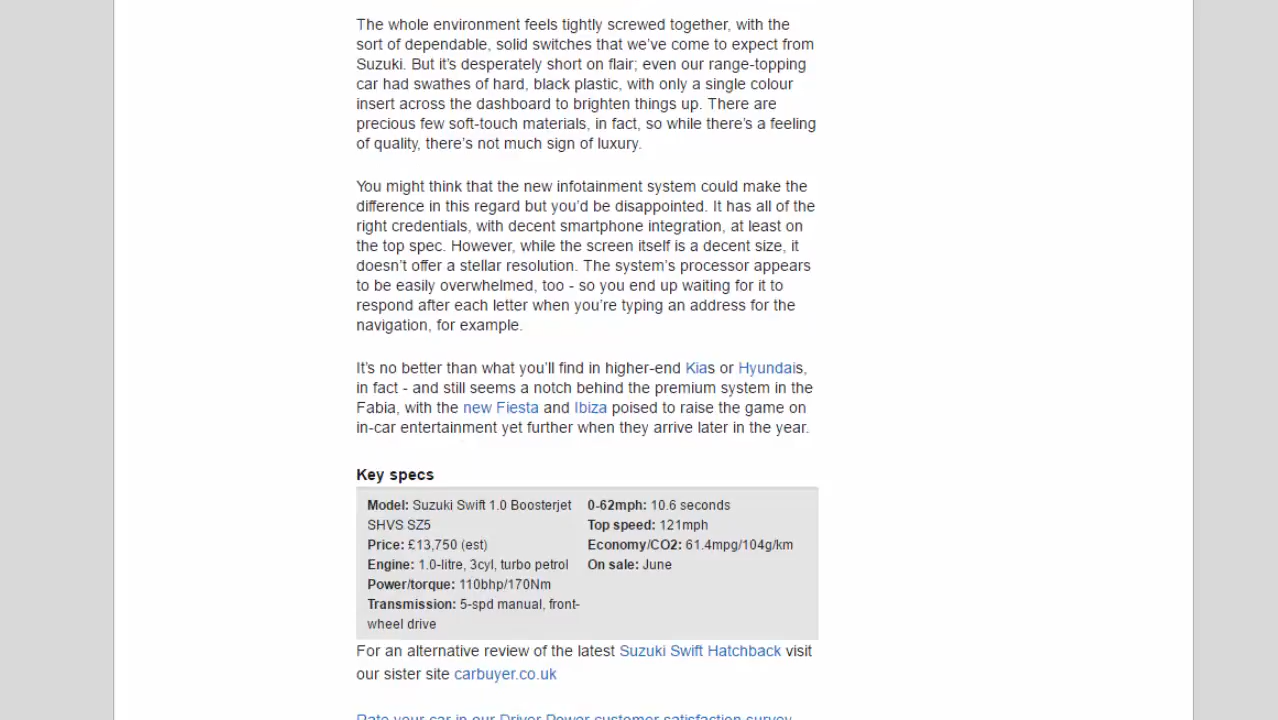 The whole environment feels tightly screwed together, with the
sort of dependable, solid switches that we've come to expect from
Suzuki. But it's desperately short on flair; even our range-topping
car had swathes of hard, black plastic, with only a single colour
insert across the dashboard to brighten things up. There are
precious few soft-touch materials, in fact, so while there's a feeling
of quality, there's not much sign of luxury.
You might think that the new infotainment system could make the
difference in this regard but you'd be disappointed. It has all of the
right credentials, with decent smartphone integration, at least on
the top spec. However, while the screen itself is a decent size, it
doesn't offer a stellar resolution. The system's processor appears
to be easily overwhelmed, too - so you end up waiting for it to
respond after each letter when you're typing an address for the
navigation, for example.
It's no better than what you'll find in higher-end Kias or Hyundais,
in fact - and still seems a notch behind the premium system in the
Fabia, with the new Fiesta and Ibiza poised to raise the game on
in-car entertainment yet further when they arrive later in the year.
Key specs
Model: Suzuki Swift 1.0 Boosterjet
SHVS SZ5
Price: £13,750 (est)
Engine: 1.0-litre, 3cyl, turbo petrol
Power/torque: 110bhp/170Nm
Transmission: 5-spd manual, front-
wheel drive
0-62mph: 10.6 seconds
Top speed: 121mph
Economy/CO2: 61.4mpg/104g/km
On sale: June
For an alternative review of the latest Suzuki Swift Hatchback visit
our sister site carbuyer.co.uk
Rate your car in our Driver Power customer satisfaction survey